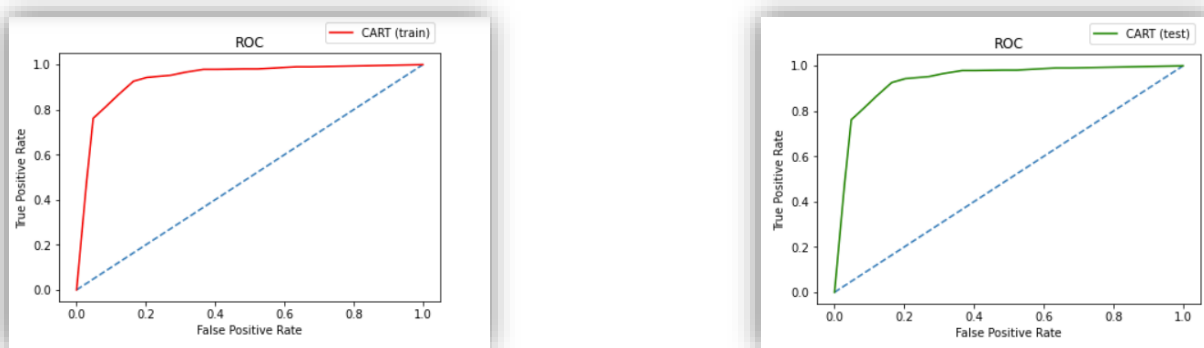 CART (train)
ROC
1.0
0.8
0.6
0.4
0.2
0.0
True Positive Rate
0.0 0.2 0.4 0.6 0.8 1.0
False Positive Rate
CART (test)
ROC
1.0
0.8
0.6
0.4
0.2
0.0
True Positive Rate
0.0 0.2 0.4 0.6 0.8 1.0
False Positive Rate